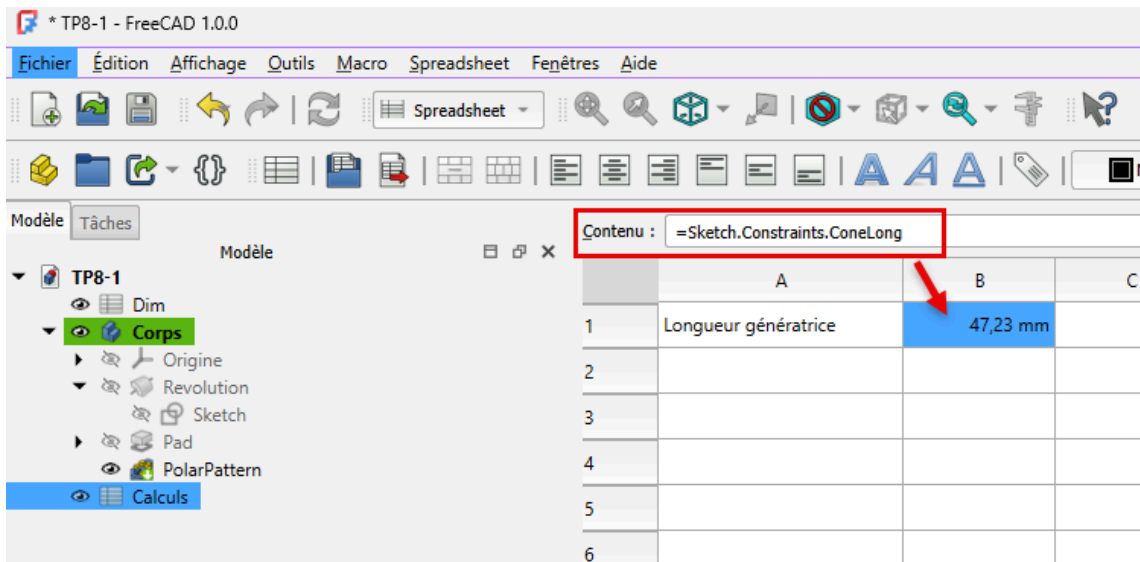 * TP8-1 - FreeCAD 1.0.0
Fichier Édition Affichage Outils Macro Spreadsheet Fenêtres Aide
Spreadsheet
Modèle Tâches
Modèle
Contenu : =Sketch.Constraints.ConeLong
TP8-1
A B C
Dim
Corps
1 Longueur génératrice 47,23 mm
Origine
2
Revolution
Sketch
3
Pad
4
PolarPattern
Calculs
5
6